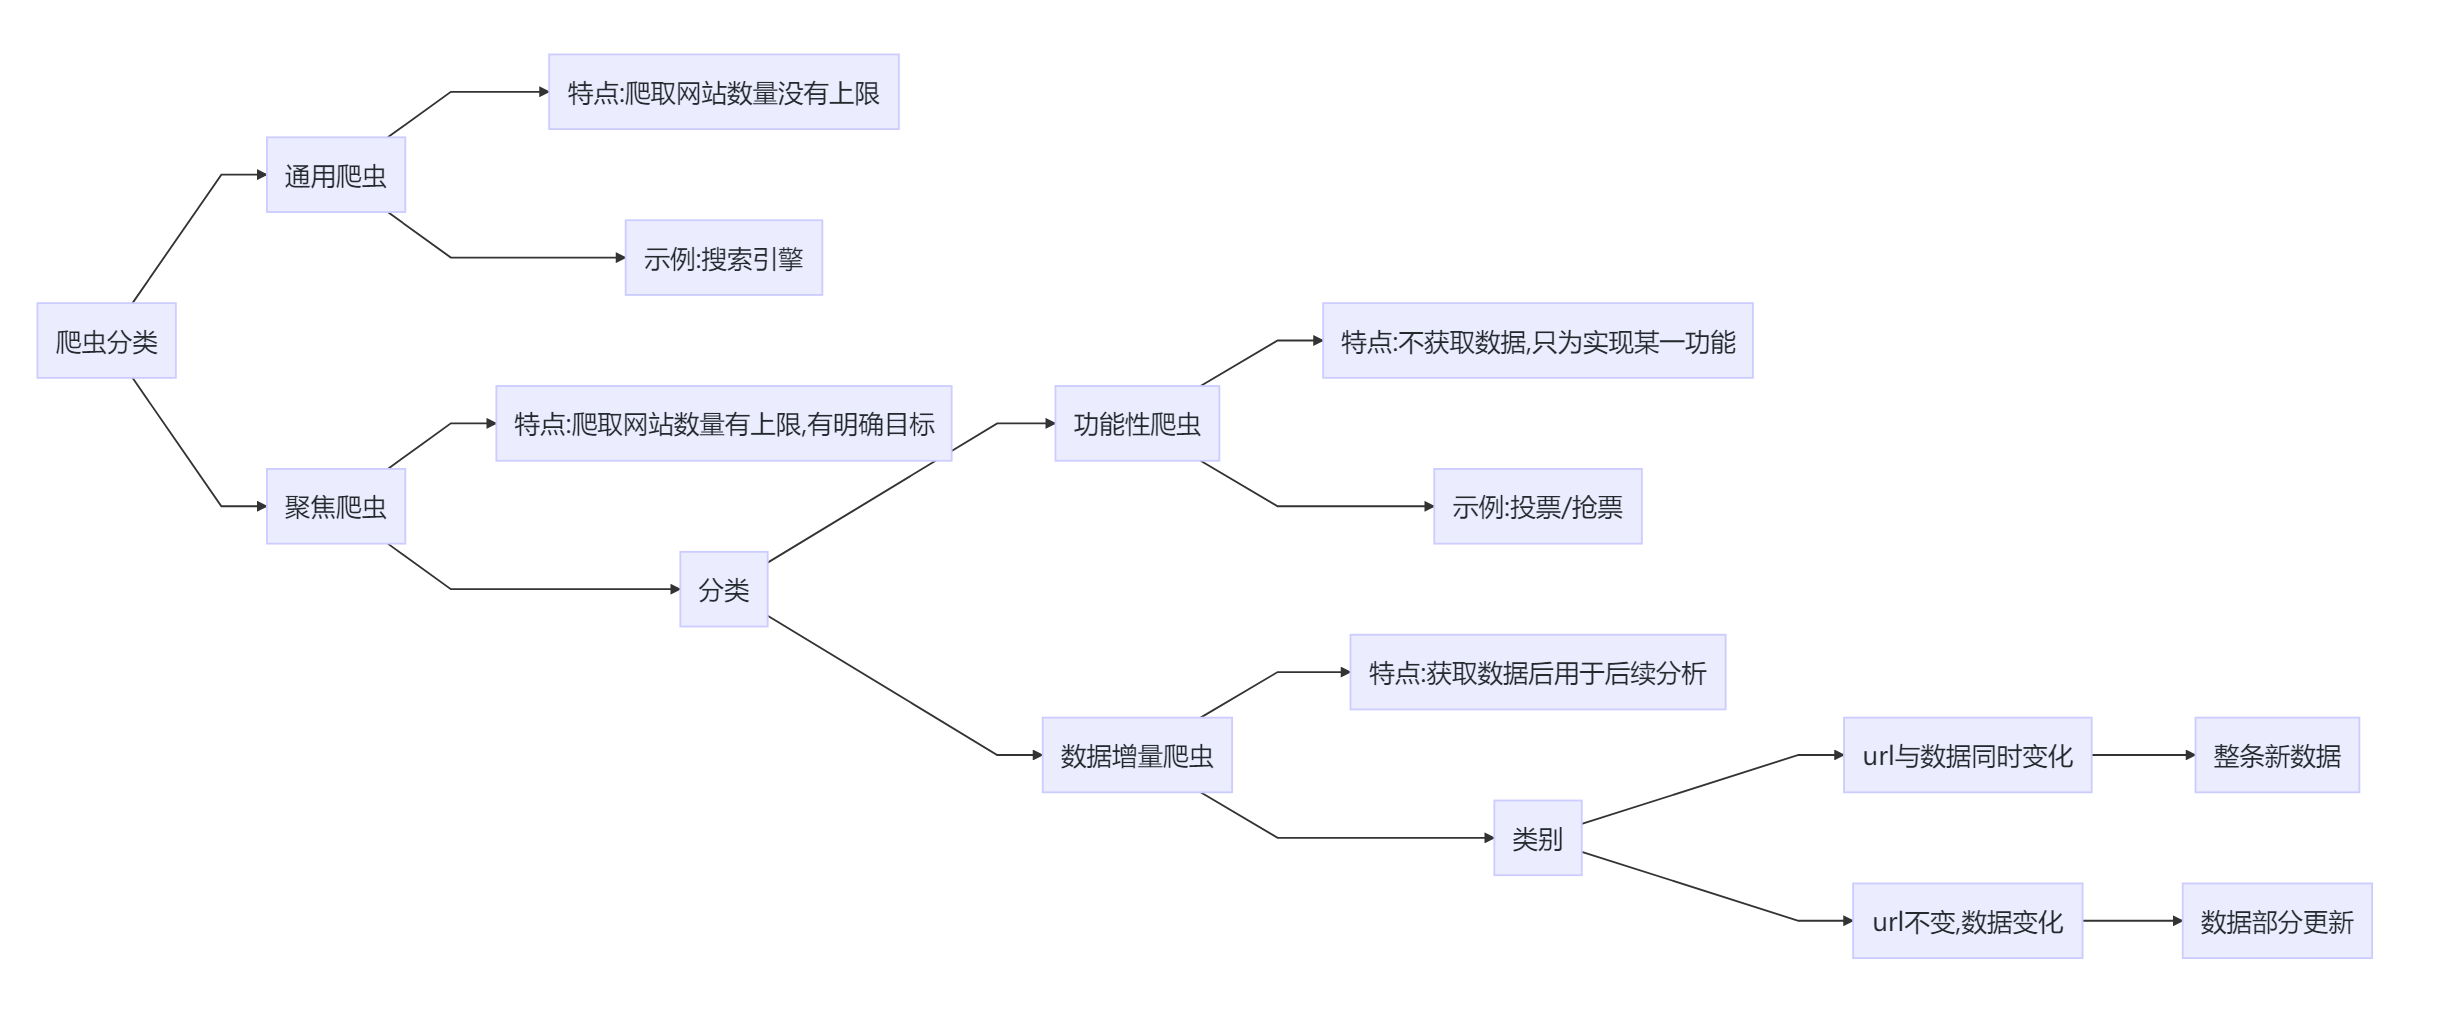 爬虫分类
通用爬虫
特点:爬取网站数量没有上限
示例:搜索引擎
聚焦爬虫
特点:爬取网站数量有上限,有明确目标
分类
功能性爬虫
特点:不获取数据,只为实现某一功能
示例:投票/抢票
数据增量爬虫
特点:获取数据后用于后续分析
类别
url与数据同时变化
整条新数据
url不变,数据变化
数据部分更新